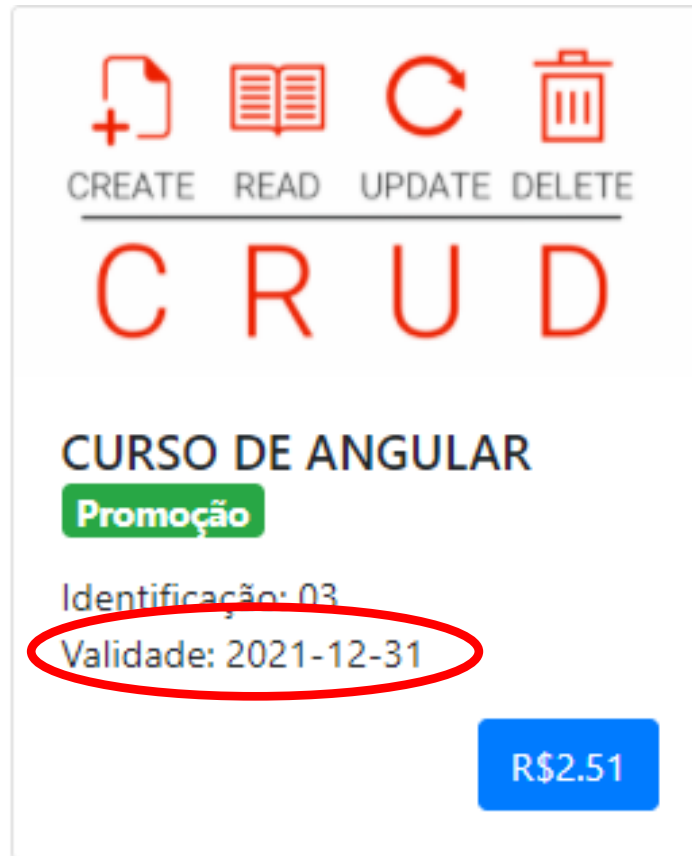 CREATE READ UPDATE DELETE
C R U D
CURSO DE ANGULAR
Promoção
Identificação: 03
Validade: 2021-12-31
R$2.51